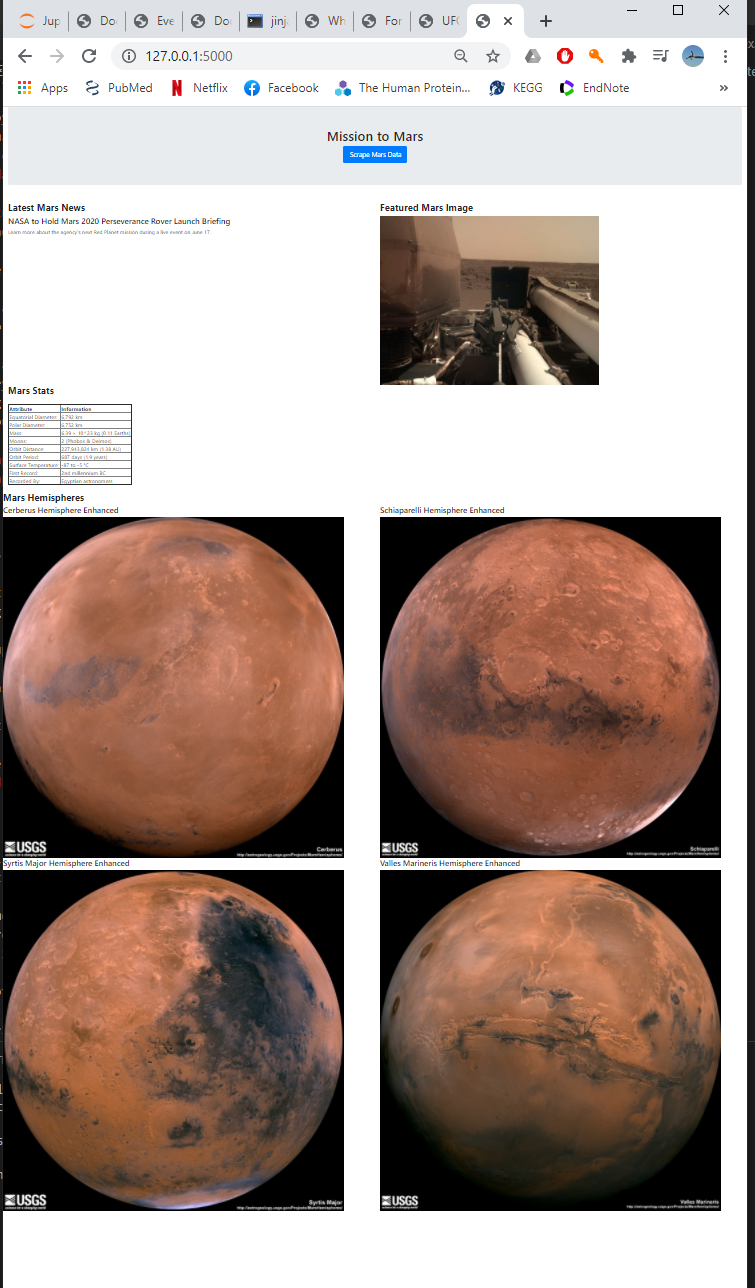 Jup
Do
Eve
Do
jinj
Wh
For
UFC
127.0.0.1:5000
Apps
PubMed
Netflix
Facebook
The Human Protein...
KEGG
EndNote
»
Mission to Mars
Scrape Mars Data
Latest Mars News
Featured Mars Image
NASA to Hold Mars 2020 Perseverance Rover Launch Briefing
Learn more about the agency's next Red Planet mission during a live event on June 17.
Mars Stats
Attribute Information
Equatorial Diameter: 6,792 km
Polar Diameter: 6,752 km
Mass: 6.39 × 10^23 kg (0.11 Earths)
Moons: 2 (Phobos & Deimos)
Orbit Distance: 227,943,824 km (1.38 AU)
Orbit Period: 687 days (1.9 years)
Surface Temperature: -87 to -5 °C
First Record: 2nd millennium BC
Recorded By: Egyptian astronomers
Mars Hemispheres
Cerberus Hemisphere Enhanced
Schiaparelli Hemisphere Enhanced
USGS
Cerberus
USGS
Schiaparelli
Syrtis Major Hemisphere Enhanced
Valles Marineris Hemisphere Enhanced
USGS
Syrtis Major
USGS
Valles Marineris